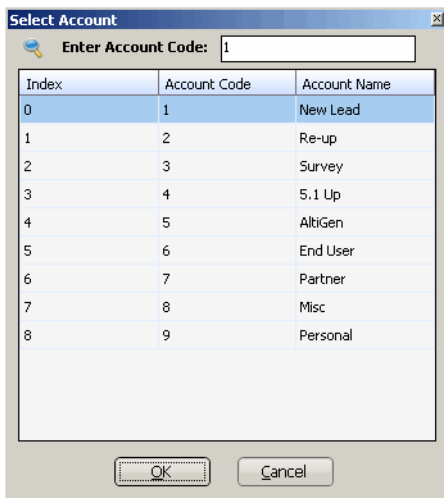 Select Account
Enter Account Code: 1
Index Account Code Account Name
0 1 New Lead
1 2 Re-up
2 3 Survey
3 4 5.1 Up
4 5 AltiGen
5 6 End User
6 7 Partner
7 8 Misc
8 9 Personal
OK Cancel